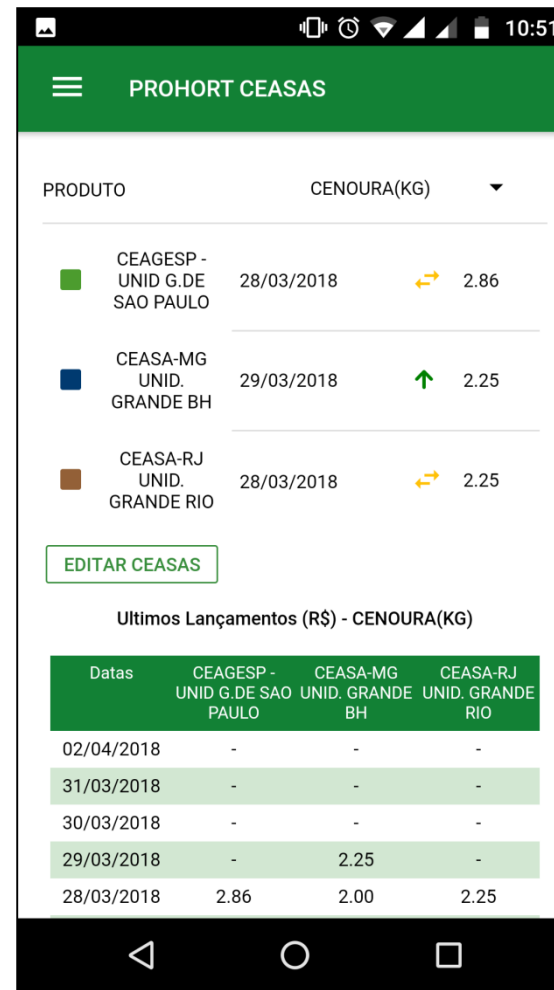 10:51
PROHORT CEASAS
PRODUTO CENOURA(KG)
CEAGESP -
UNID G.DE 28/03/2018 2.86
SAO PAULO
CEASA-MG
UNID. 29/03/2018 2.25
GRANDE BH
CEASA-RJ
UNID. 28/03/2018 2.25
GRANDE RIO
EDITAR CEASAS
Ultimos Lançamentos (R$) - CENOURA(KG)
Datas CEAGESP - CEASA-MG CEASA-RJ
UNID G.DE SAO UNID. GRANDE UNID. GRANDE
PAULO BH RIO
02/04/2018 - - -
31/03/2018 - - -
30/03/2018 - - -
29/03/2018 - 2.25 -
28/03/2018 2.86 2.00 2.25